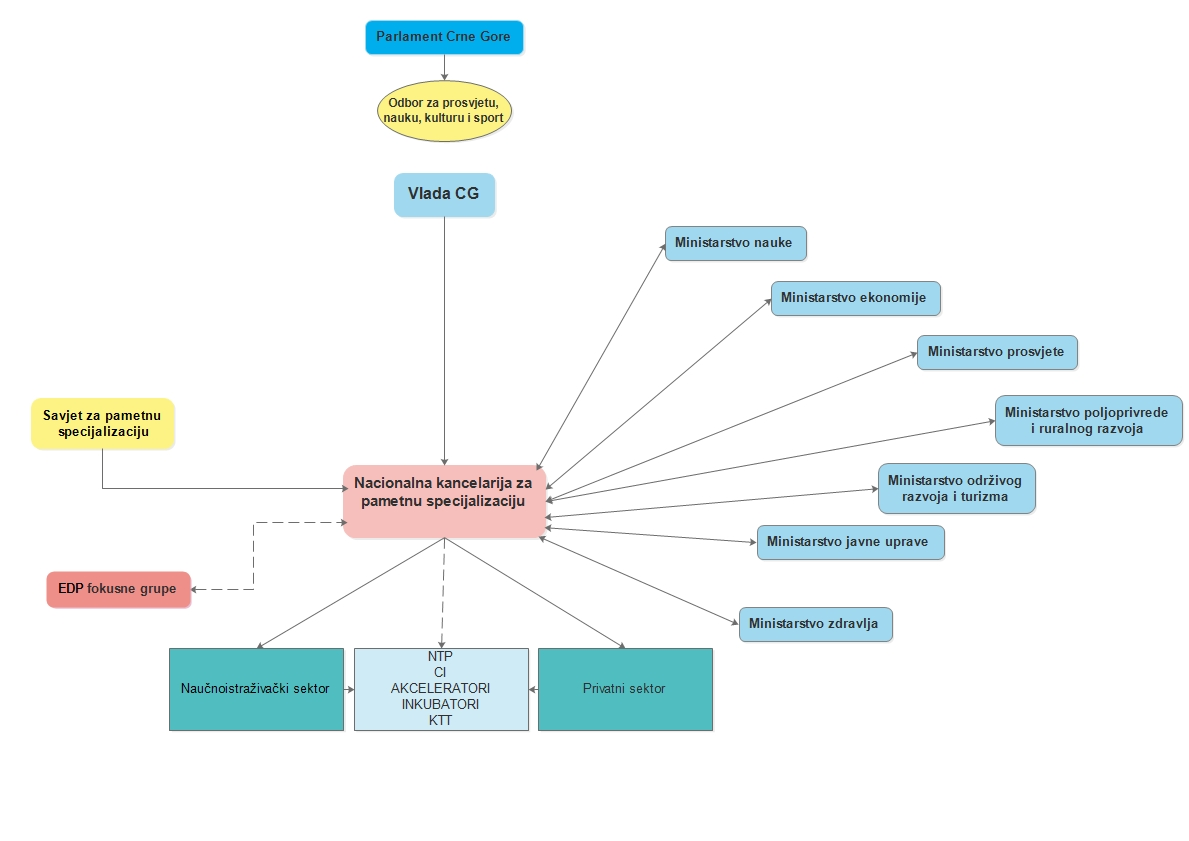 Parlament Crne Gore
Odbor za prosvjetu,
nauku, kulturu i sport
Vlada CG
Ministarstvo nauke
Ministarstvo ekonomije
Ministarstvo prosvjete
Ministarstvo poljoprivrede
i ruralnog razvoja
Savjet za pametnu
specijalizaciju
Nacionalna kancelarija za
pametnu specijalizaciju
Ministarstvo održivog
razvoja i turizma
Ministarstvo javne uprave
EDP fokusne grupe
Ministarstvo zdravlja
Naučnoistraživački sektor
NTP
CI
AKCELERATORI
INKUBATORI
KTT
Privatni sektor